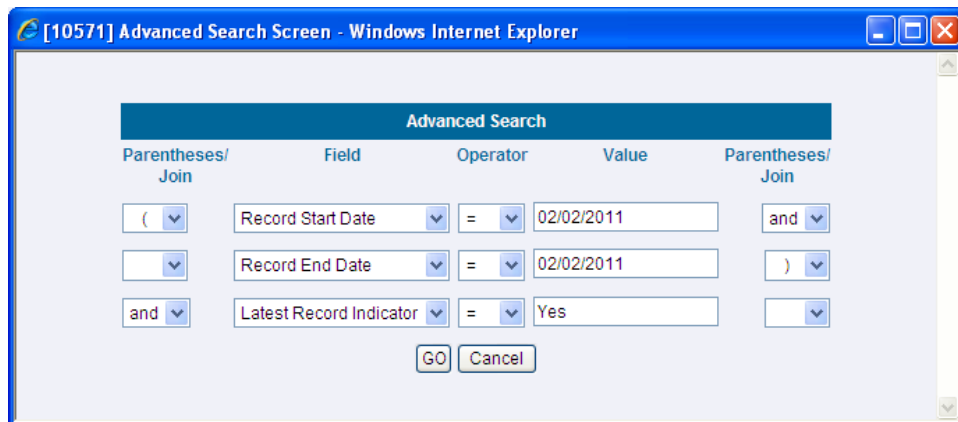 [10571] Advanced Search Screen - Windows Internet Explorer
Advanced Search
Parentheses/ Join Field Operator Value Parentheses/ Join
( Record Start Date = 02/02/2011 and
Record End Date = 02/02/2011 )
and Latest Record Indicator = Yes
GO Cancel